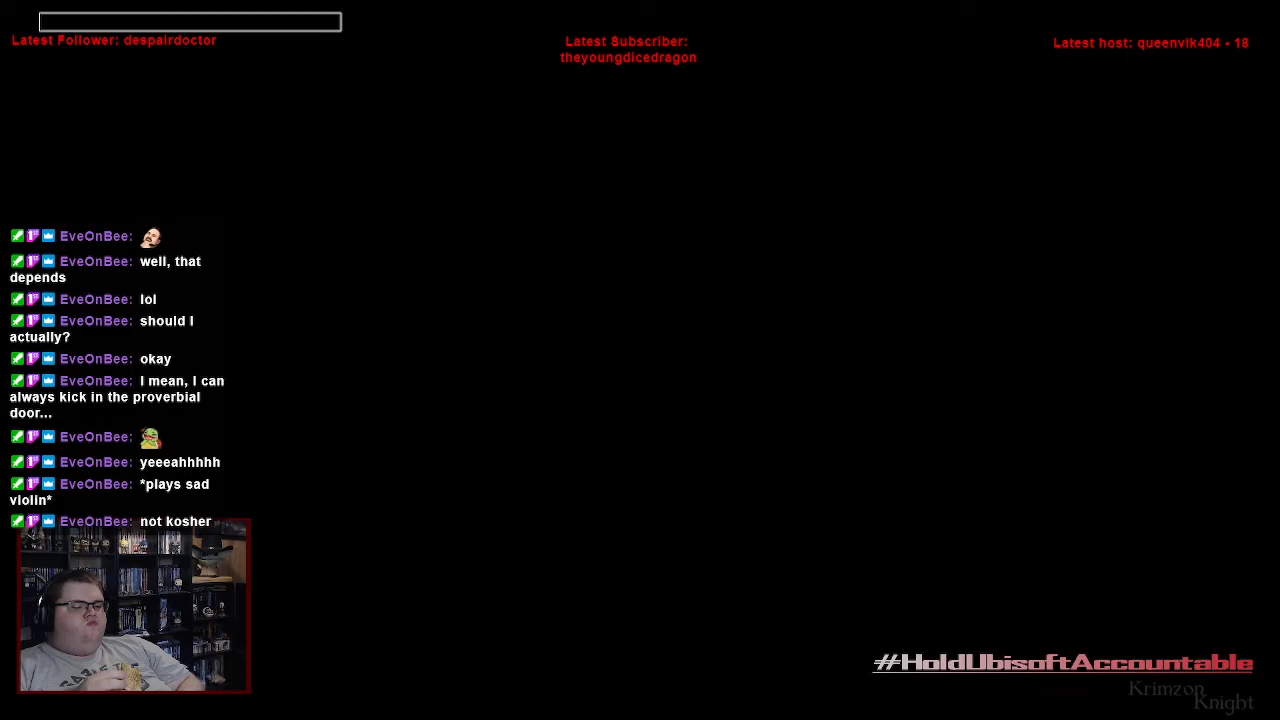 Latest Follower: despairdoctor
Latest Subscriber:
theyoungdicedragon
Latest host: queenvik404 - 18
EveOnBee:
EveOnBee: well, that
depends
EveOnBee: lol
EveOnBee: should I
actually?
EveOnBee: okay
EveOnBee: I mean, I can
always kick in the proverbial
door...
EveOnBee:
EveOnBee: yeeeahhhhh
EveOnBee: *plays sad
violin*
EveOnBee: not kosher
#HoldUbisoftAccountable
Krimzon
Knight